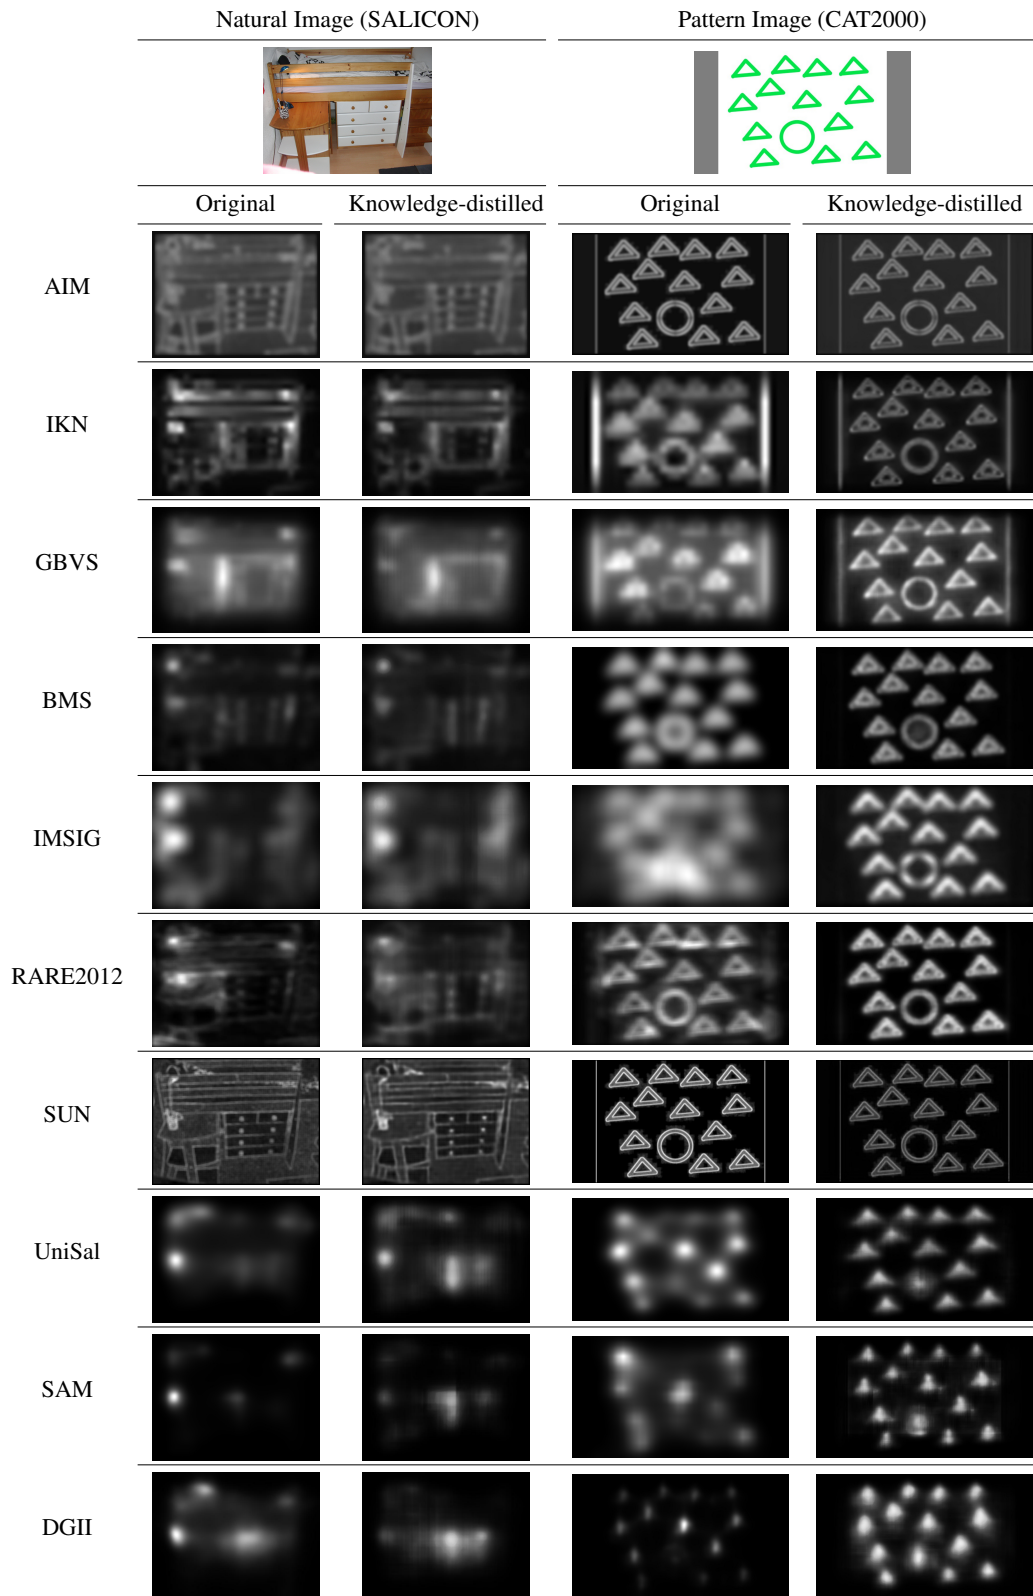 Natural Image (SALICON) Pattern Image (CAT2000)
Original Knowledge-distilled Original Knowledge-distilled
AIM
IKN
GBVS
BMS
IMSIG
RARE2012
SUN
UniSal
SAM
DGII